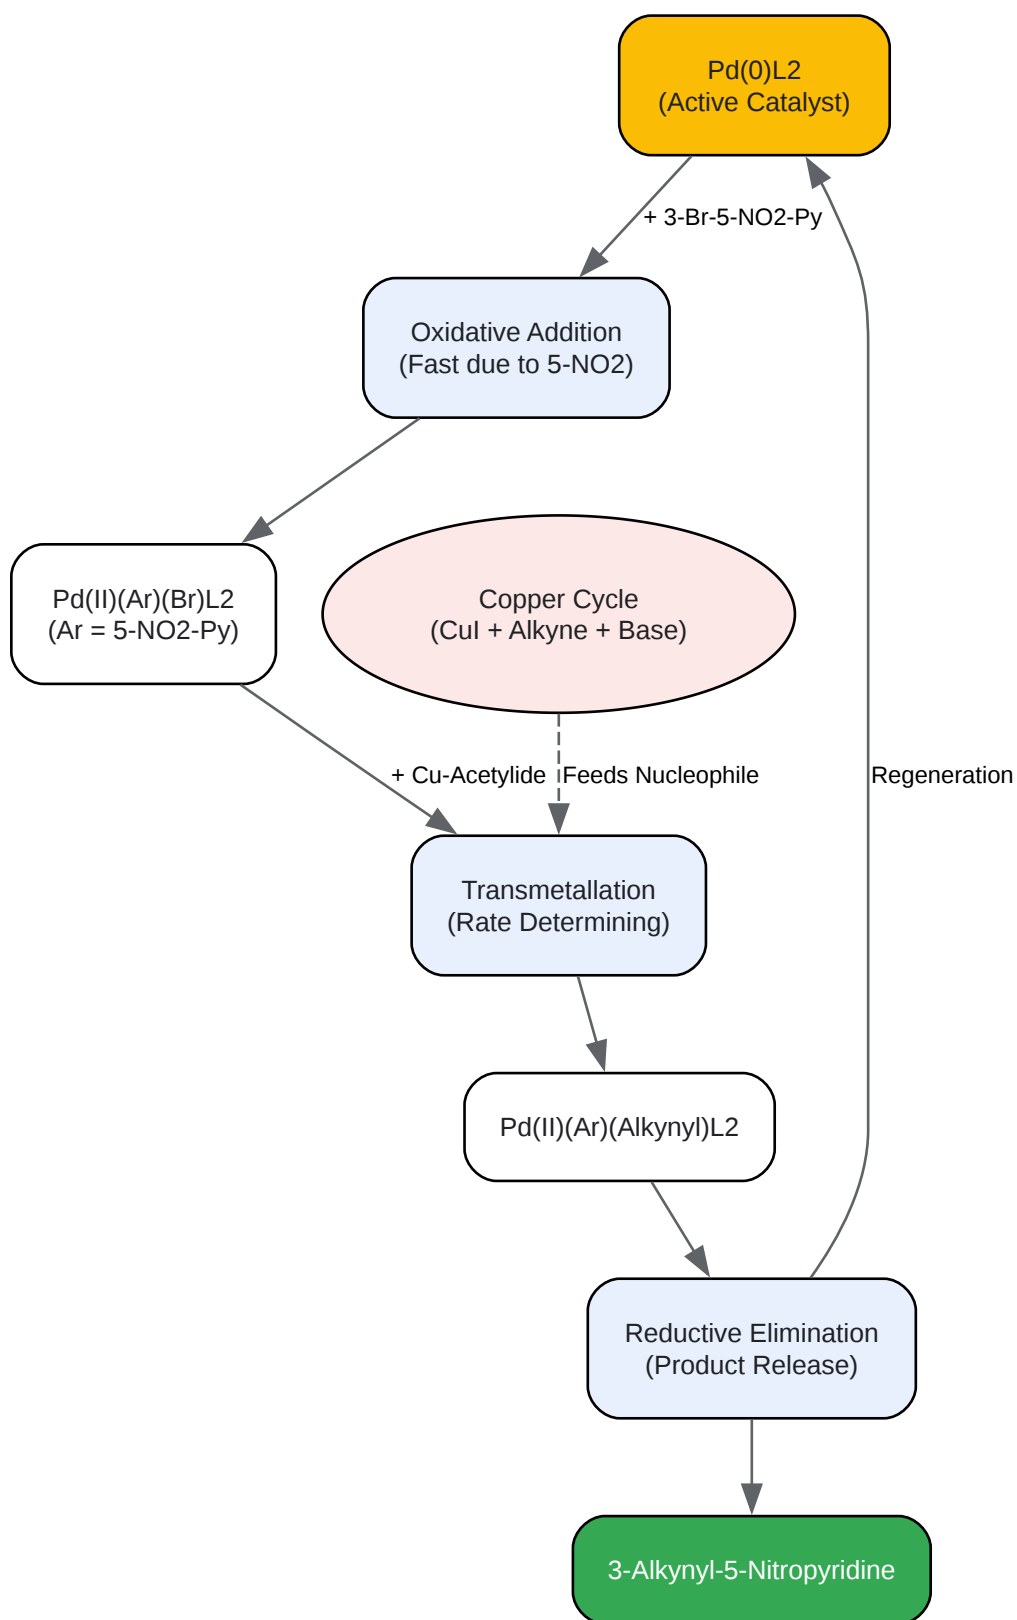 Pd(0)L2
(Active Catalyst)
+ 3-Br-5-NO2-Py
Oxidative Addition
(Fast due to 5-NO2)
Pd(II)(Ar)(Br)L2
(Ar = 5-NO2-Py)
Copper Cycle
(CuI + Alkyne + Base)
+ Cu-Acetylide
Feeds Nucleophile
Regeneration
Transmetallation
(Rate Determining)
Pd(II)(Ar)(Alkynyl)L2
Reductive Elimination
(Product Release)
3-Alkynyl-5-Nitropyridine